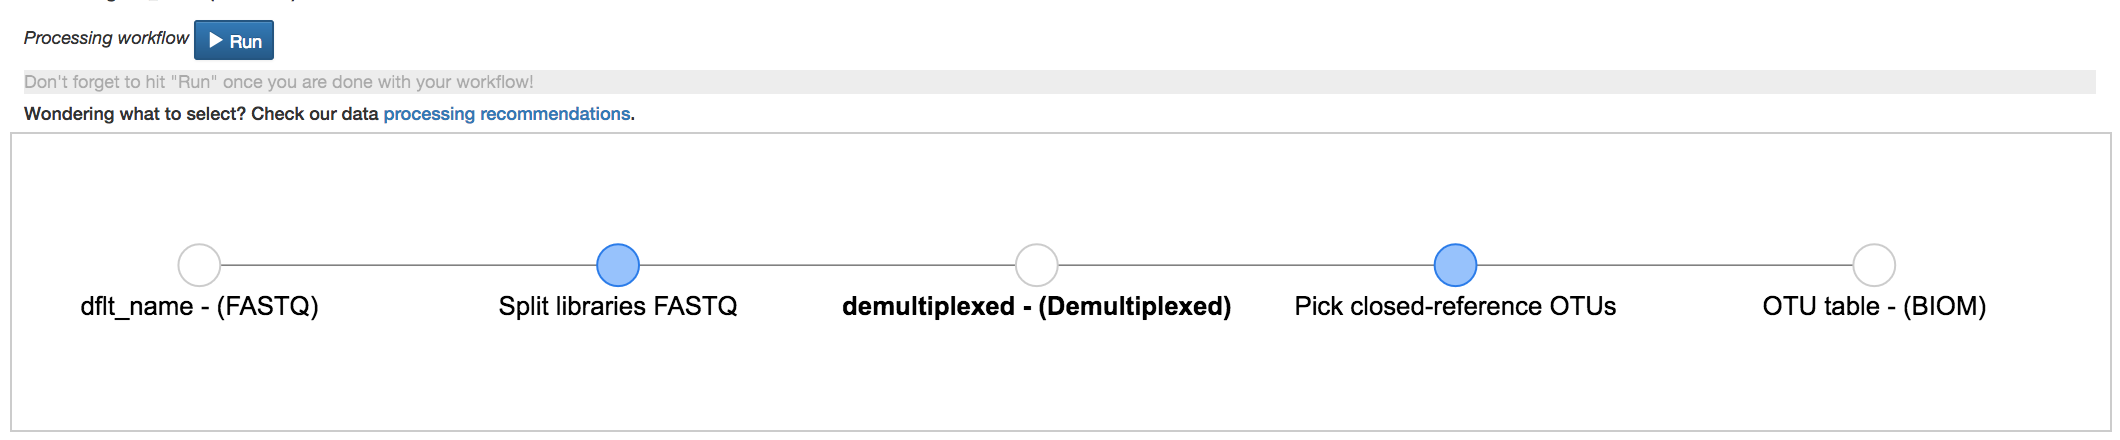 Processing workflow Run
Don't forget to hit "Run" once you are done with your workflow!
Wondering what to select? Check our data processing recommendations.
dflt_name - (FASTQ) Split libraries FASTQ demultiplexed - (Demultiplexed) Pick closed-reference OTUs OTU table - (BIOM)